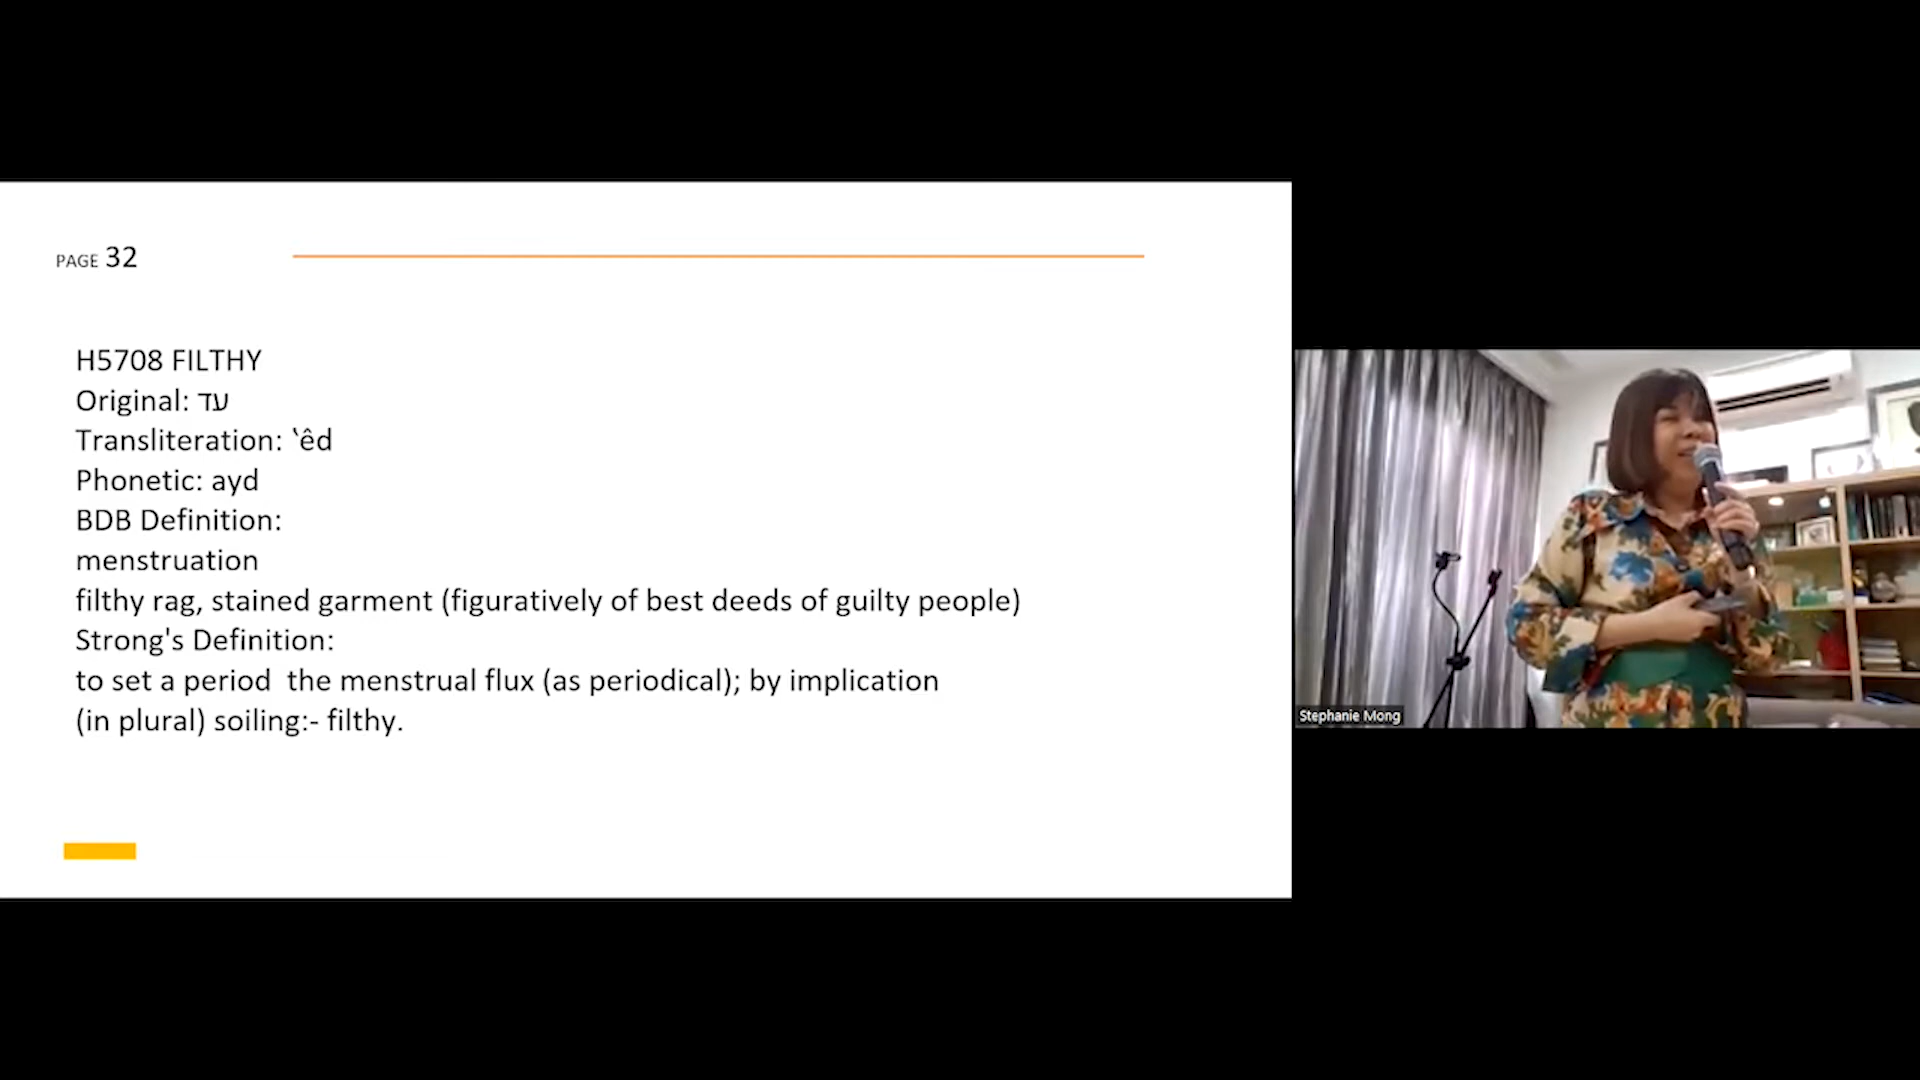 PAGE 32
H5708 FILTHY
Original: עד
Transliteration: ‛êd
Phonetic: ayd
BDB Definition:
menstruation
filthy rag, stained garment (figuratively of best deeds of guilty people)
Strong's Definition:
to set a period  the menstrual flux (as periodical); by implication
(in plural) soiling:- filthy.
Stephanie Mong